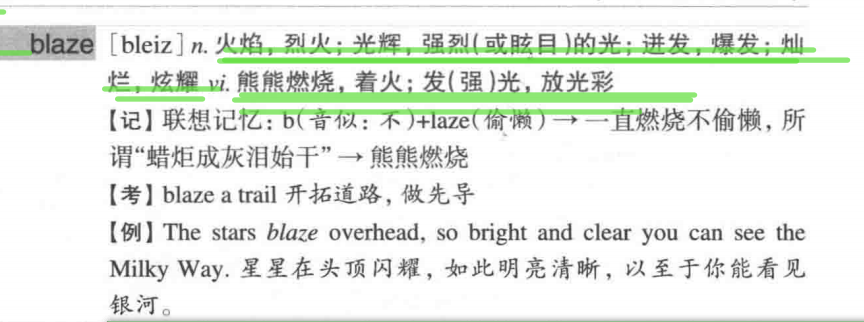 blaze [bleiz] n. 火焰，烈火；光辉，强烈(或眩目)的光；迸发，爆发；灿
烂，炫耀 vi. 熊熊燃烧，着火；发(强)光，放光彩
【记】联想记忆：b(音似：不)+laze(偷懒)→一直燃烧不偷懒，所
谓“蜡炬成灰泪始干”→熊熊燃烧
【考】blaze a trail 开拓道路，做先导
【例】The stars blaze overhead, so bright and clear you can see the
Milky Way. 星星在头顶闪耀，如此明亮清晰，以至于你能看见
银河。